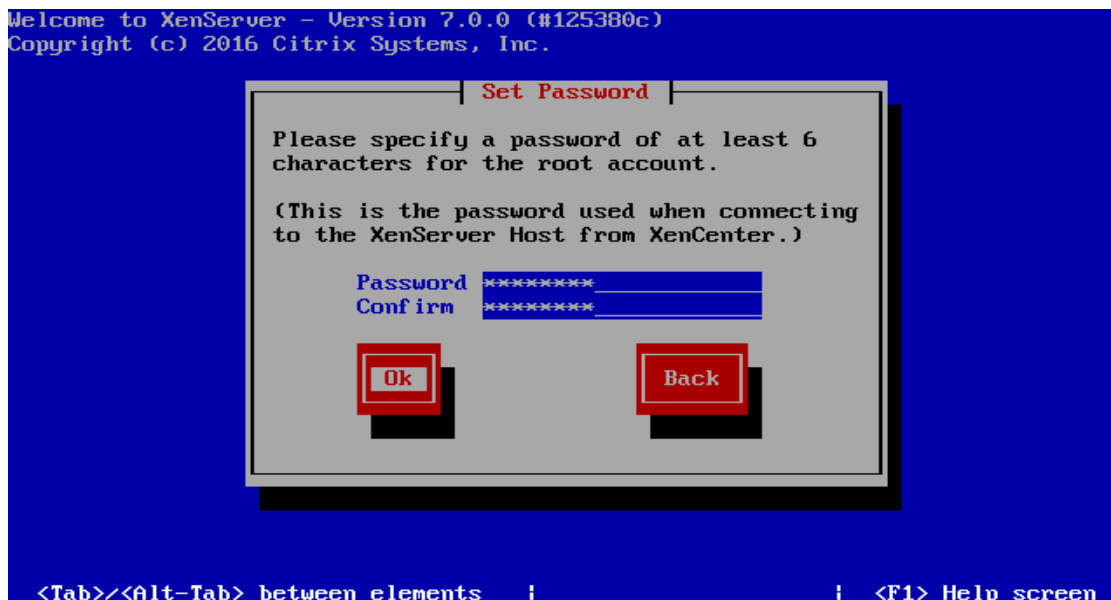 Welcome to XenServer - Version 7.0.0 (#125380c)
Copyright (c) 2016 Citrix Systems, Inc.
Set Password
Please specify a password of at least 6
characters for the root account.
(This is the password used when connecting
to the XenServer Host from XenCenter.)
Password ********
Confirm ********
Ok Back
<Tab>/<Alt-Tab> between elements | | <F1> Help screen